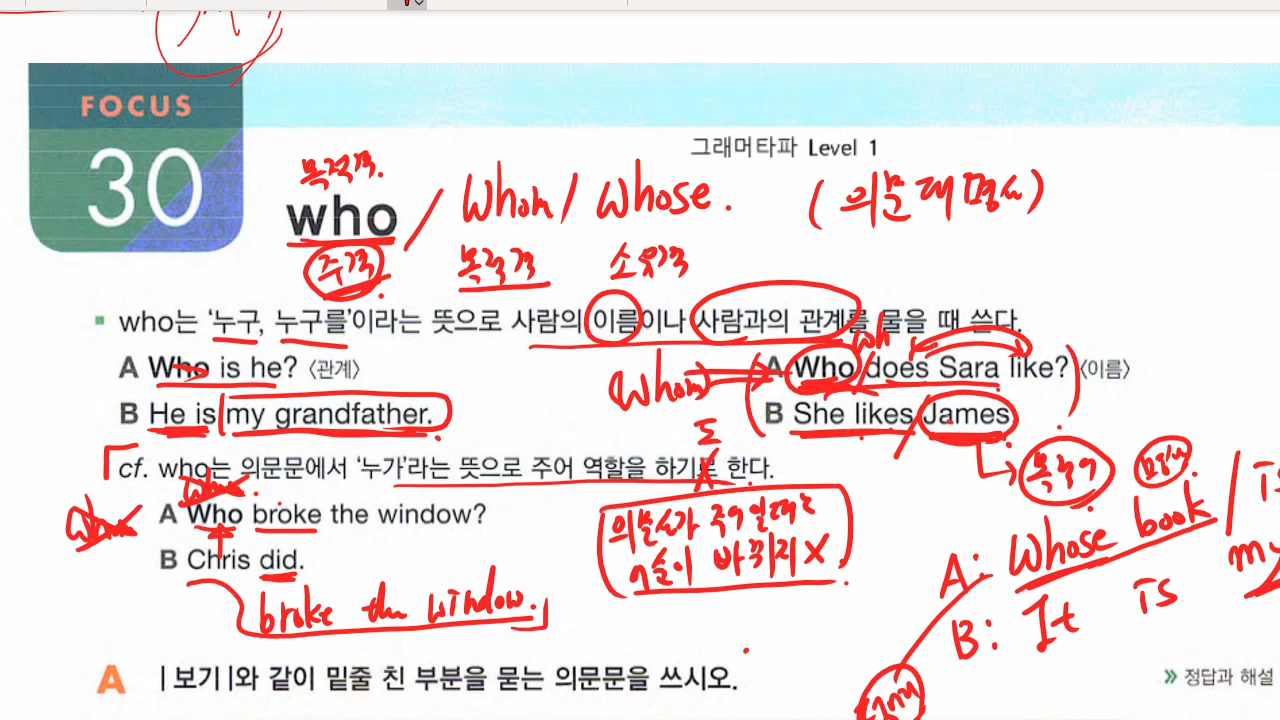 FOCUS
30
그래머타파 Level 1
목적격.
who / Whom / Whose. (의문대명사)
주격. 목적격 소유격
who는 '누구, 누구를'이라는 뜻으로 사람의 이름이나 사람과의 관계를 물을 때 쓴다.
A Who is he? <관계>
B He is my grandfather.
wh
(Whom)
A Who does Sara like? <이름>
B She likes James
목적어
cf. who는 의문문에서 '누가'라는 뜻으로 주어 역할을 하기도 한다.
도
A Who broke the window?
B Chris did.
broke the window.
의문사가 주어일때는
어순이 바뀌지 X
명사
A: Whose book / Is
my
B: It is
A |보기|와 같이 밑줄 친 부분을 묻는 의문문을 쓰시오.
» 정답과 해설